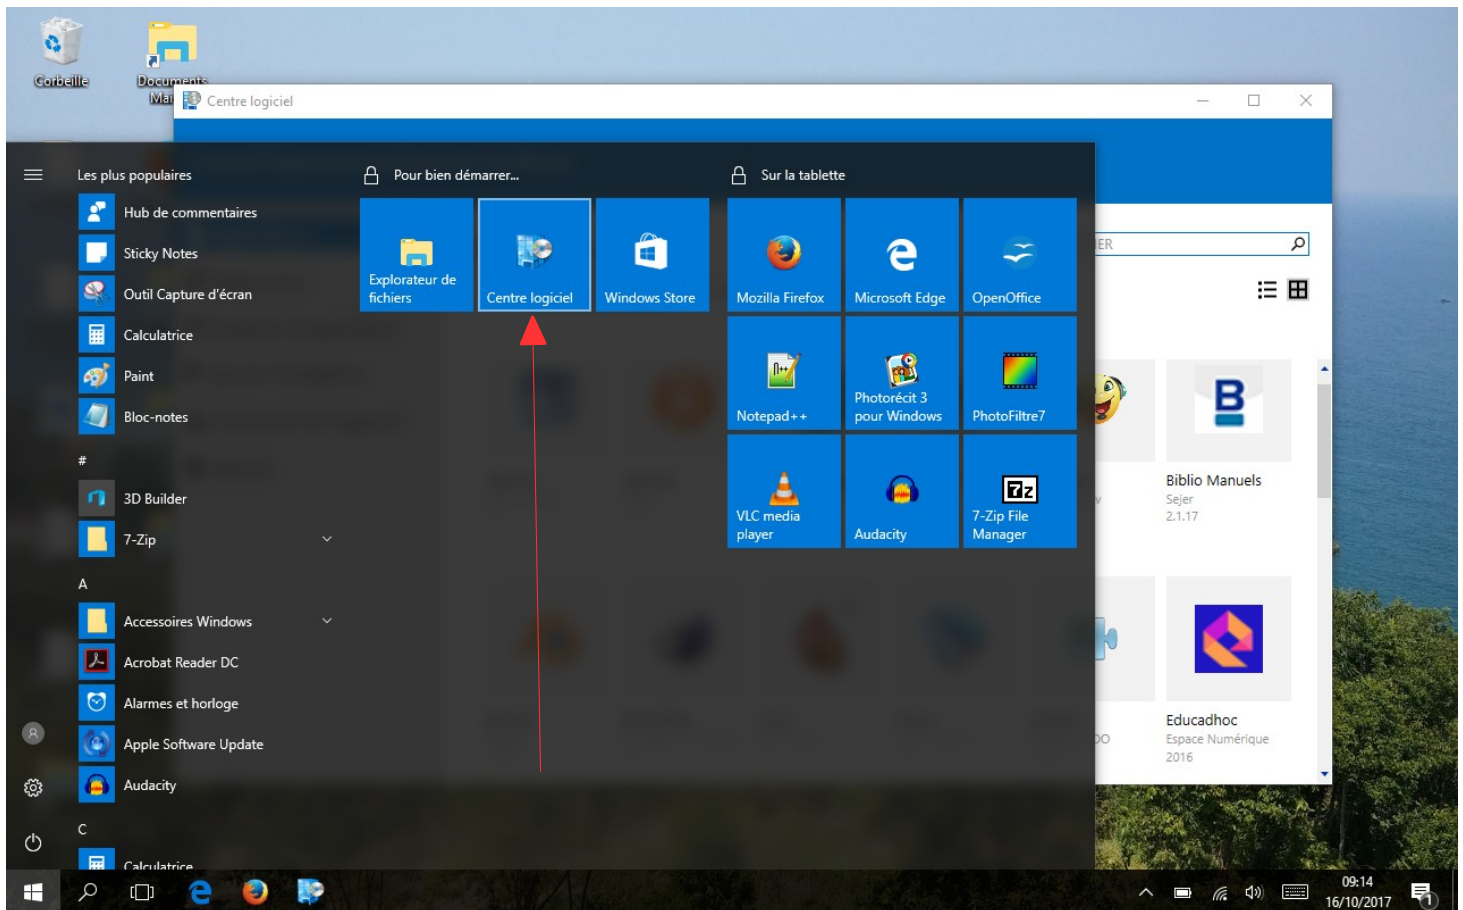 Corbeille
Documents
Centre logiciel
Les plus populaires
Hub de commentaires
Sticky Notes
Outil Capture d'écran
Calculatrice
Paint
Bloc-notes
#
3D Builder
7-Zip
A
Accessoires Windows
Acrobat Reader DC
Alarmes et horloge
Apple Software Update
Audacity
C
Calculatrice
Pour bien démarrer...
Explorateur de
fichiers
Centre logiciel
Windows Store
Sur la tablette
Mozilla Firefox
Microsoft Edge
OpenOffice
Notepad++
Photorécit 3
pour Windows
PhotoFiltre7
VLC media
player
Audacity
7-Zip File
Manager
Biblio Manuels
Sejer
2.1.17
Educadhoc
Espace Numérique
2016
09:14
16/10/2017
1